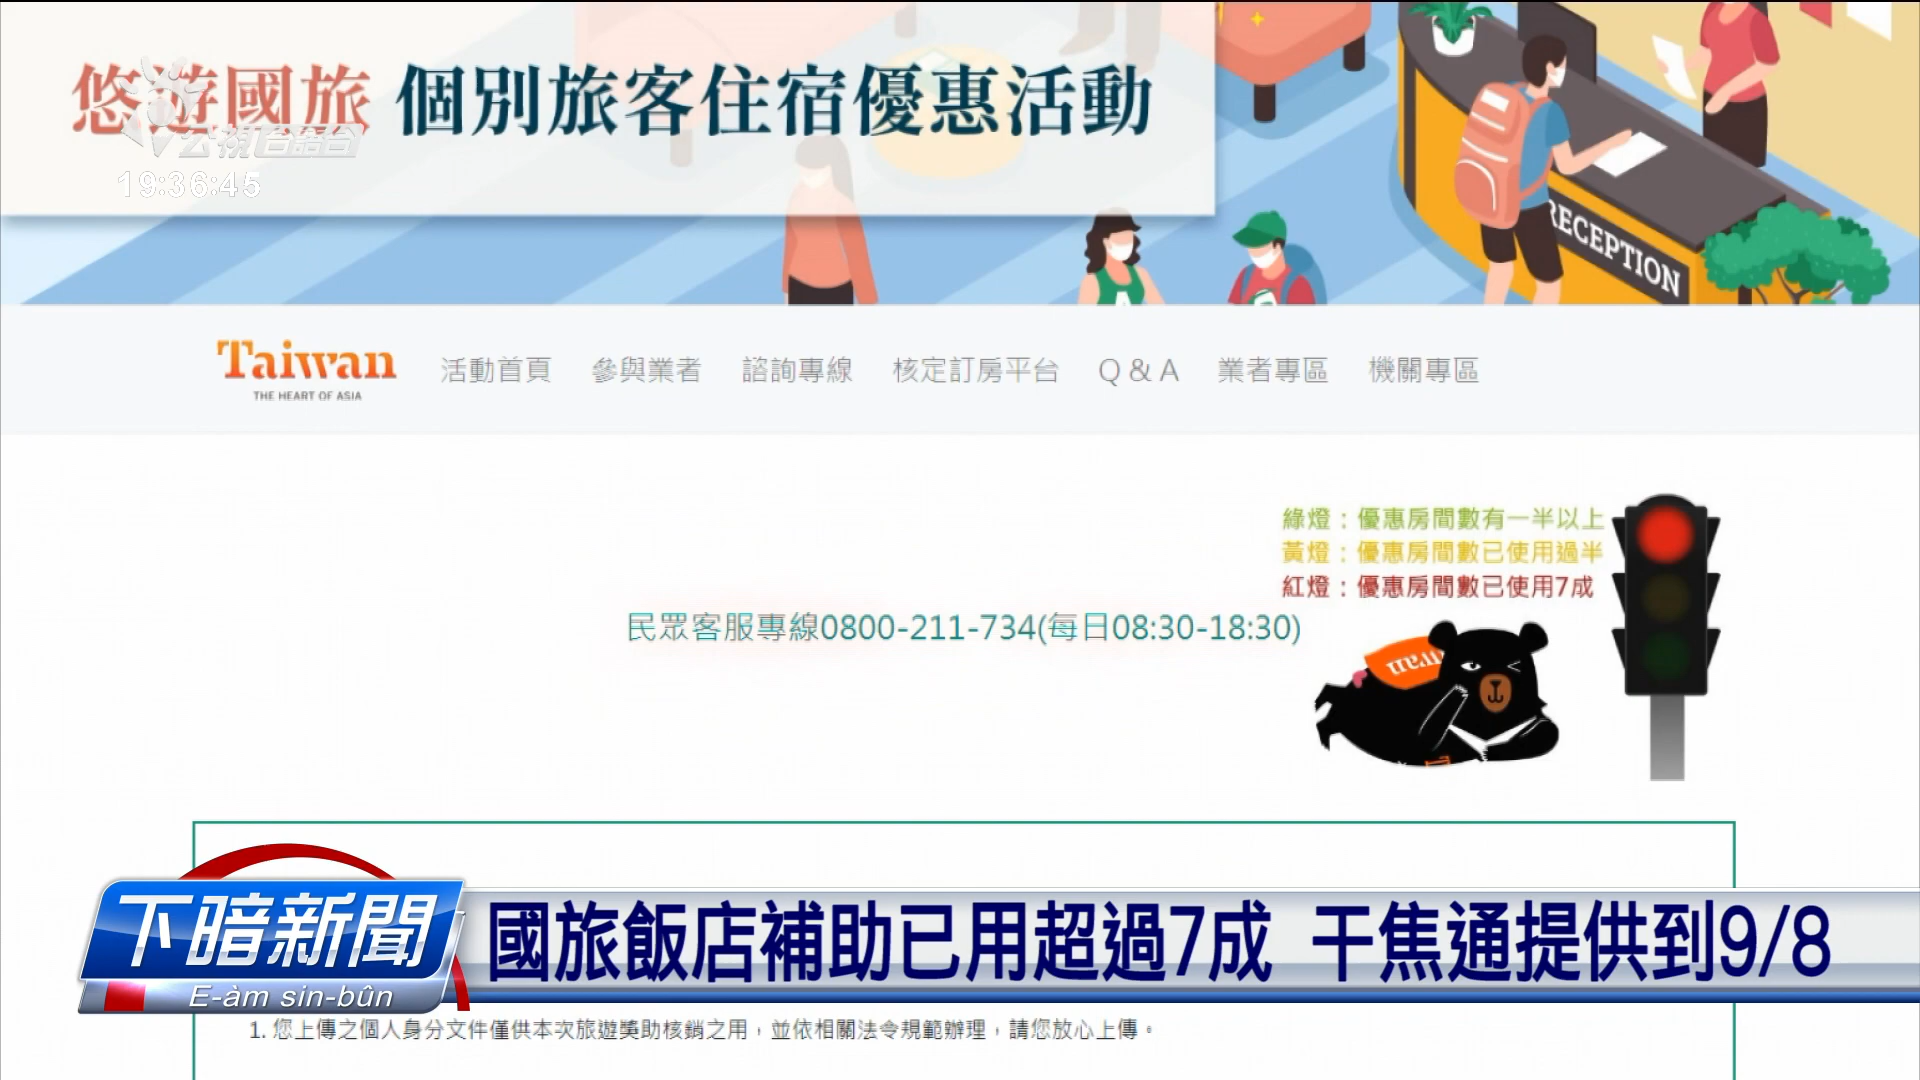 悠遊國旅 個別旅客住宿優惠活動
公視台語台
19:36:45
RECEPTION
Taiwan
THE HEART OF ASIA
活動首頁 參與業者 諮詢專線 核定訂房平台 Q & A 業者專區 機關專區
綠燈：優惠房間數有一半以上
黃燈：優惠房間數已使用過半
紅燈：優惠房間數已使用7成
民眾客服專線0800-211-734(每日08:30-18:30)
下暗新聞
E-àm sin-bûn
國旅飯店補助已用超過7成 干焦通提供到9/8
1. 您上傳之個人身分文件僅供本次旅遊獎助核銷之用，並依相關法令規範辦理，請您放心上傳。